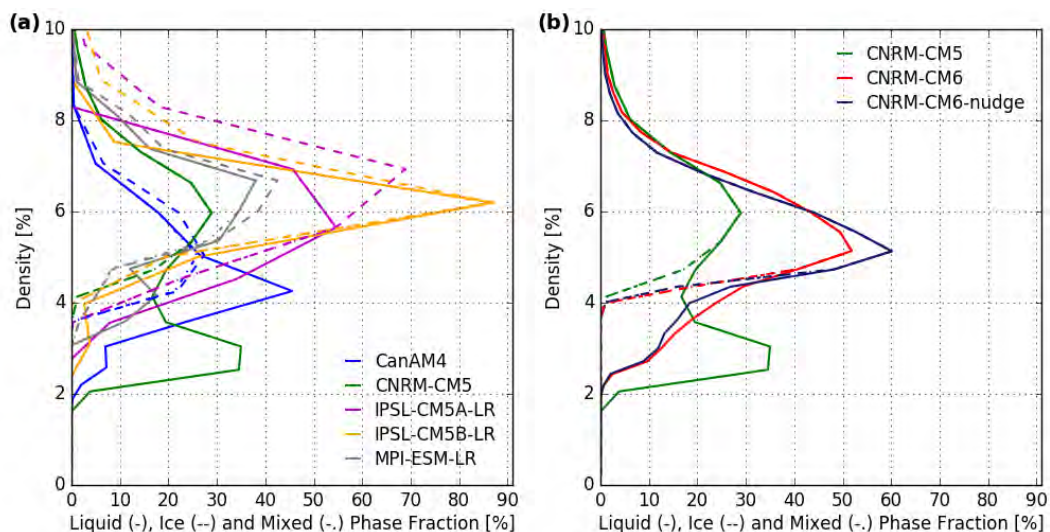 (a)
10
8
6
4
2
0
Density [%]
CanAM4
CNRM-CM5
IPSL-CM5A-LR
IPSL-CM5B-LR
MPI-ESM-LR
0 10 20 30 40 50 60 70 80 90
Liquid (-), Ice (--) and Mixed (-.) Phase Fraction [%]
(b)
10
8
6
4
2
0
Density [%]
CNRM-CM5
CNRM-CM6
CNRM-CM6-nudge
0 10 20 30 40 50 60 70 80 90
Liquid (-), Ice (--) and Mixed (-.) Phase Fraction [%]